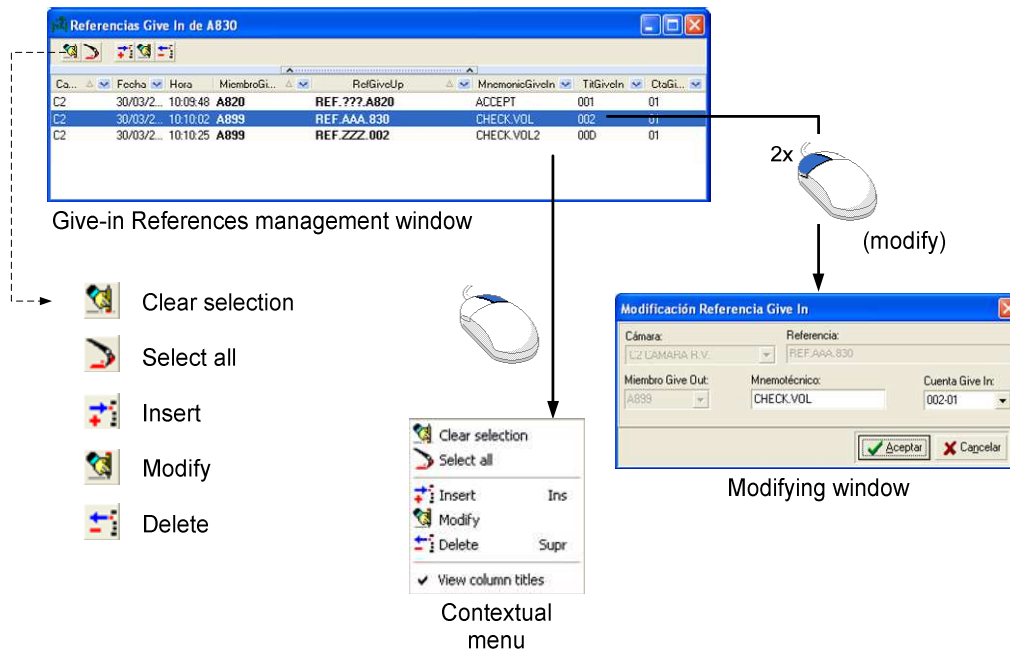 Referencias Give In de A830
Ca... Fecha Hora MiembroGi... RefGiveUp MnemonicGiveIn TitGiveIn CtaGi...
C2 30/03/2... 10:09:48 A820 REF.???.A820 ACCEPT 001 01
C2 30/03/2... 10:10:02 A899 REF.AAA.830 CHECK.VOL 002 01
C2 30/03/2... 10:10:25 A899 REF.ZZZ.002 CHECK.VOL2 00D 01
Give-in References management window
2x
(modify)
Clear selection
Select all
Insert
Modify
Delete
Clear selection
Select all
Insert Ins
Modify
Delete Supr
View column titles
Contextual
menu
Modificación Referencia Give In
Cámara: Referencia:
C2 CAMARA R.V. REF.AAA.830
Miembro Give Out: Mnemotécnico: Cuenta Give In:
A899 CHECK.VOL 002-01
Aceptar Cancelar
Modifying window